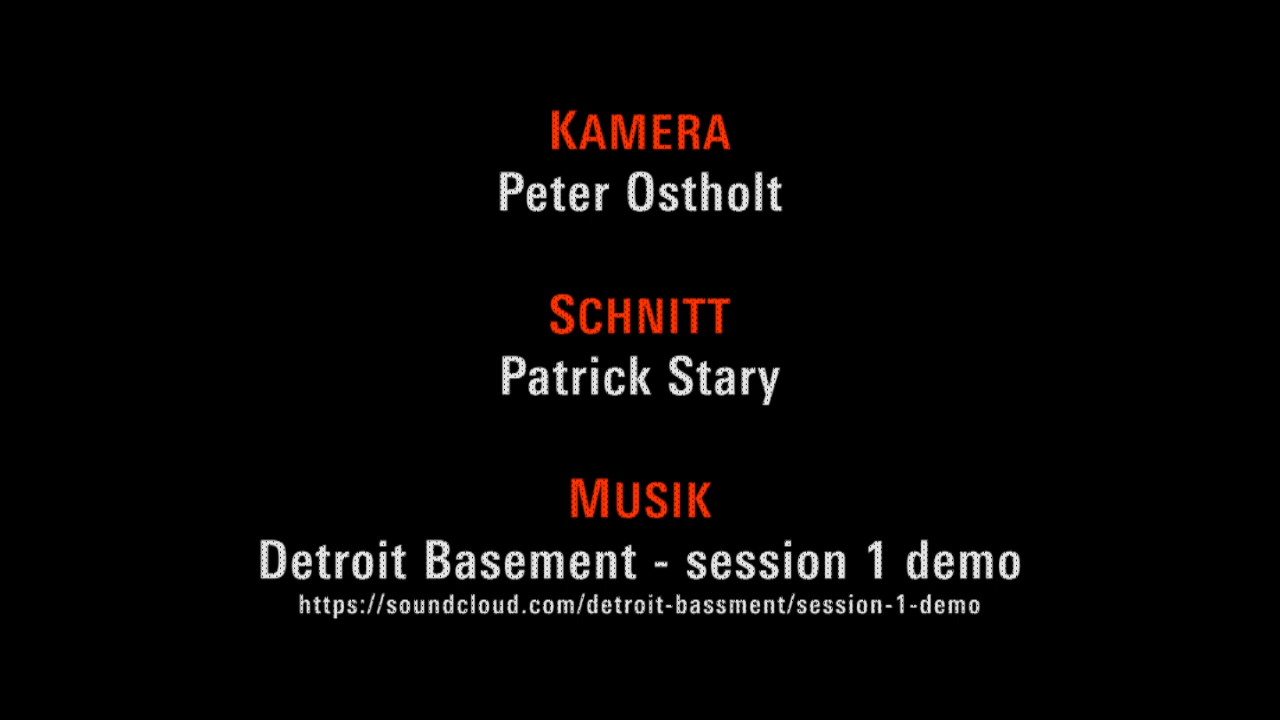 KAMERA
Peter Ostholt
SCHNITT
Patrick Stary
MUSIK
Detroit Basement - session 1 demo
https://soundcloud.com/detroit-bassment/session-1-demo